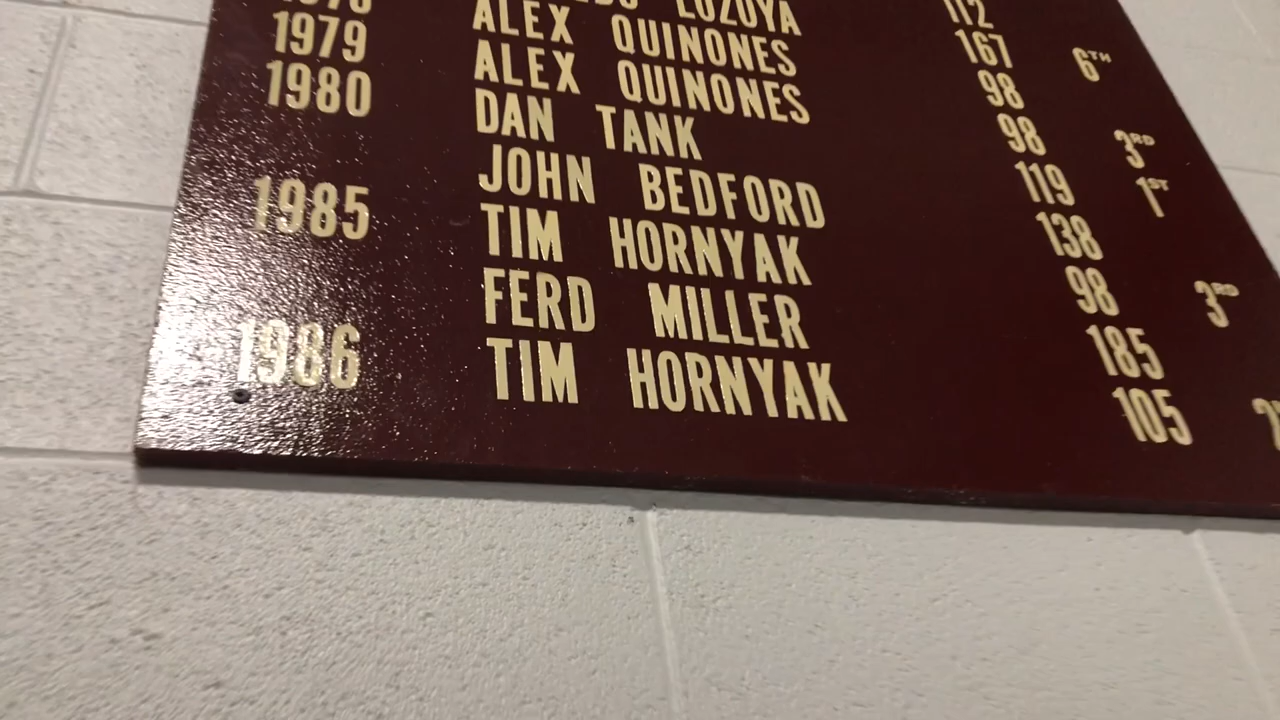 112
LOZOYA 167 6TH
ALEX QUINONES 98
1979 ALEX QUINONES 98 3RD
1980 DAN TANK 119 1ST
JOHN BEDFORD 138
1985 TIM HORNYAK 98 3RD
FERD MILLER 185
1986 TIM HORNYAK 105